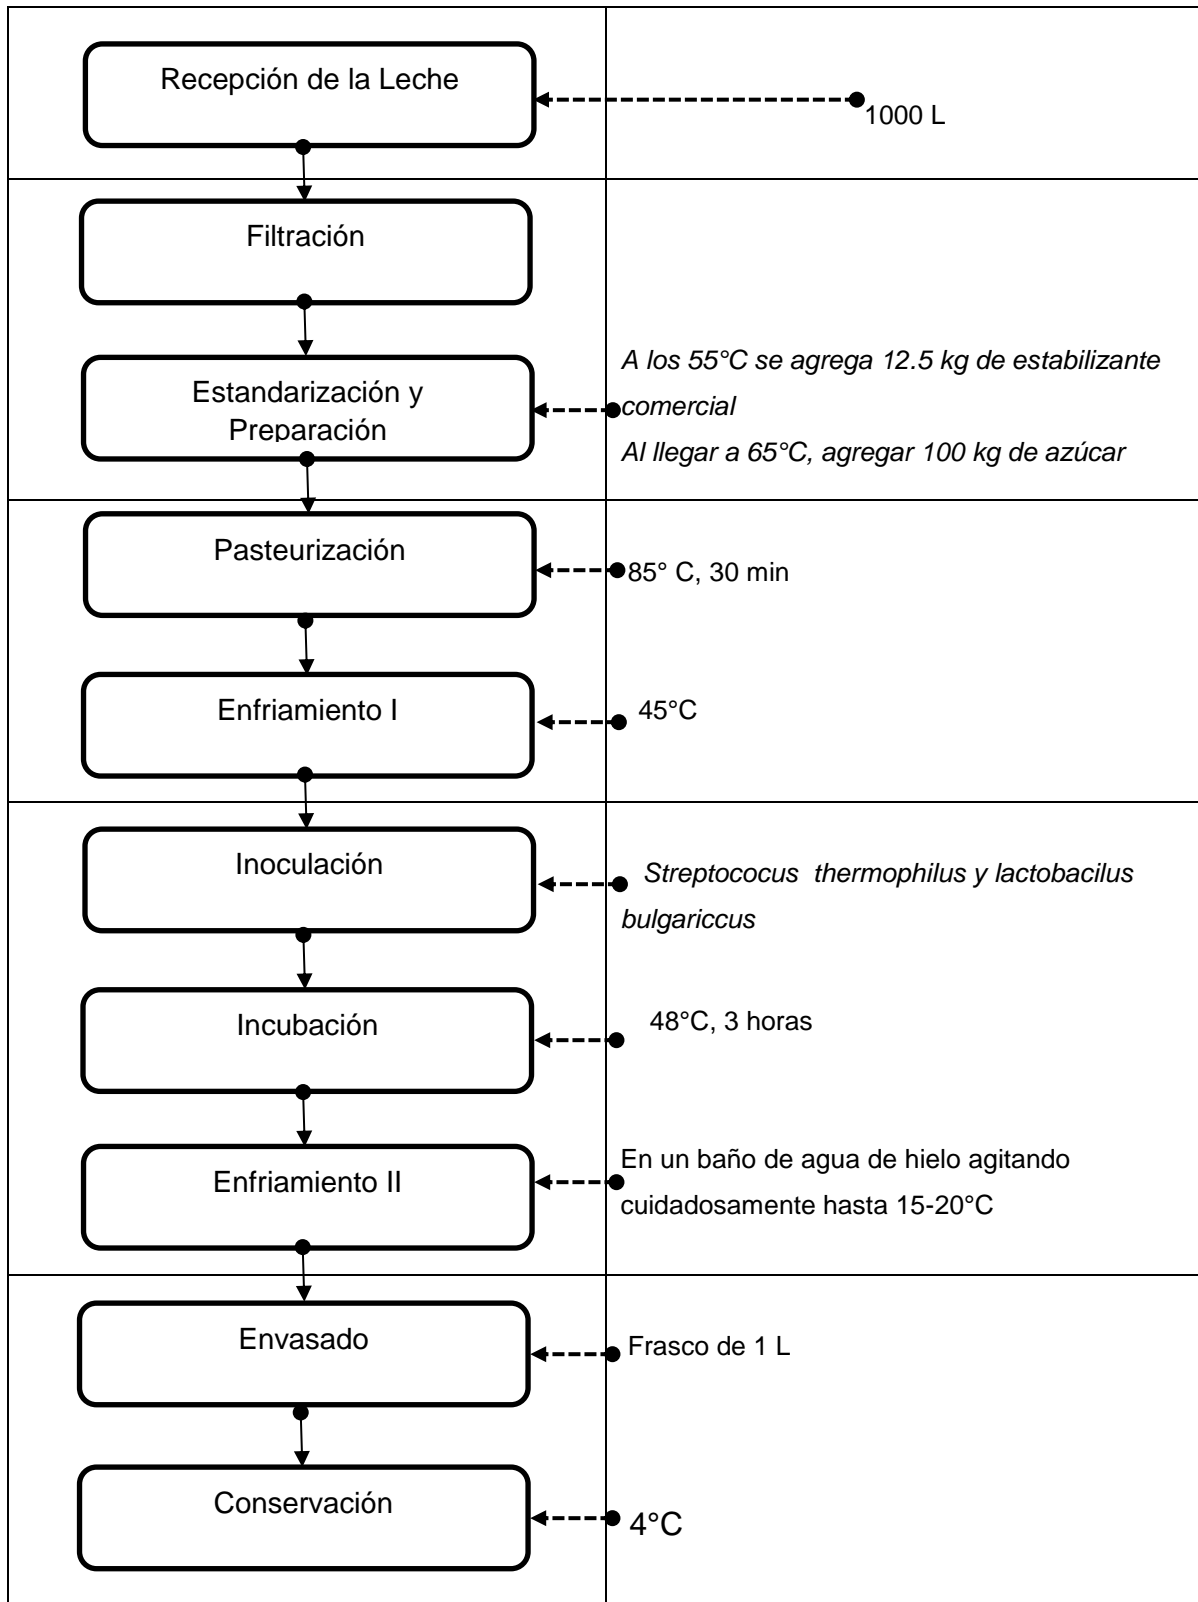 Recepción de la Leche
1000 L
Filtración
Estandarización y
Preparación
A los 55°C se agrega 12.5 kg de estabilizante
comercial
Al llegar a 65°C, agregar 100 kg de azúcar
Pasteurización
85° C, 30 min
Enfriamiento I
45°C
Inoculación
Streptococus thermophilus y lactobacilus
bulgariccus
Incubación
48°C, 3 horas
Enfriamiento II
En un baño de agua de hielo agitando
cuidadosamente hasta 15-20°C
Envasado
Frasco de 1 L
Conservación
4°C